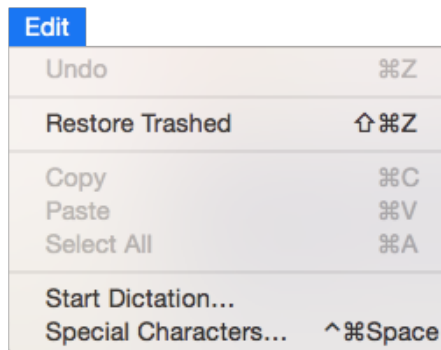 Edit
Undo ⌘Z
Restore Trashed ⇧⌘Z
Copy ⌘C
Paste ⌘V
Select All ⌘A
Start Dictation...
Special Characters... ^⌘Space